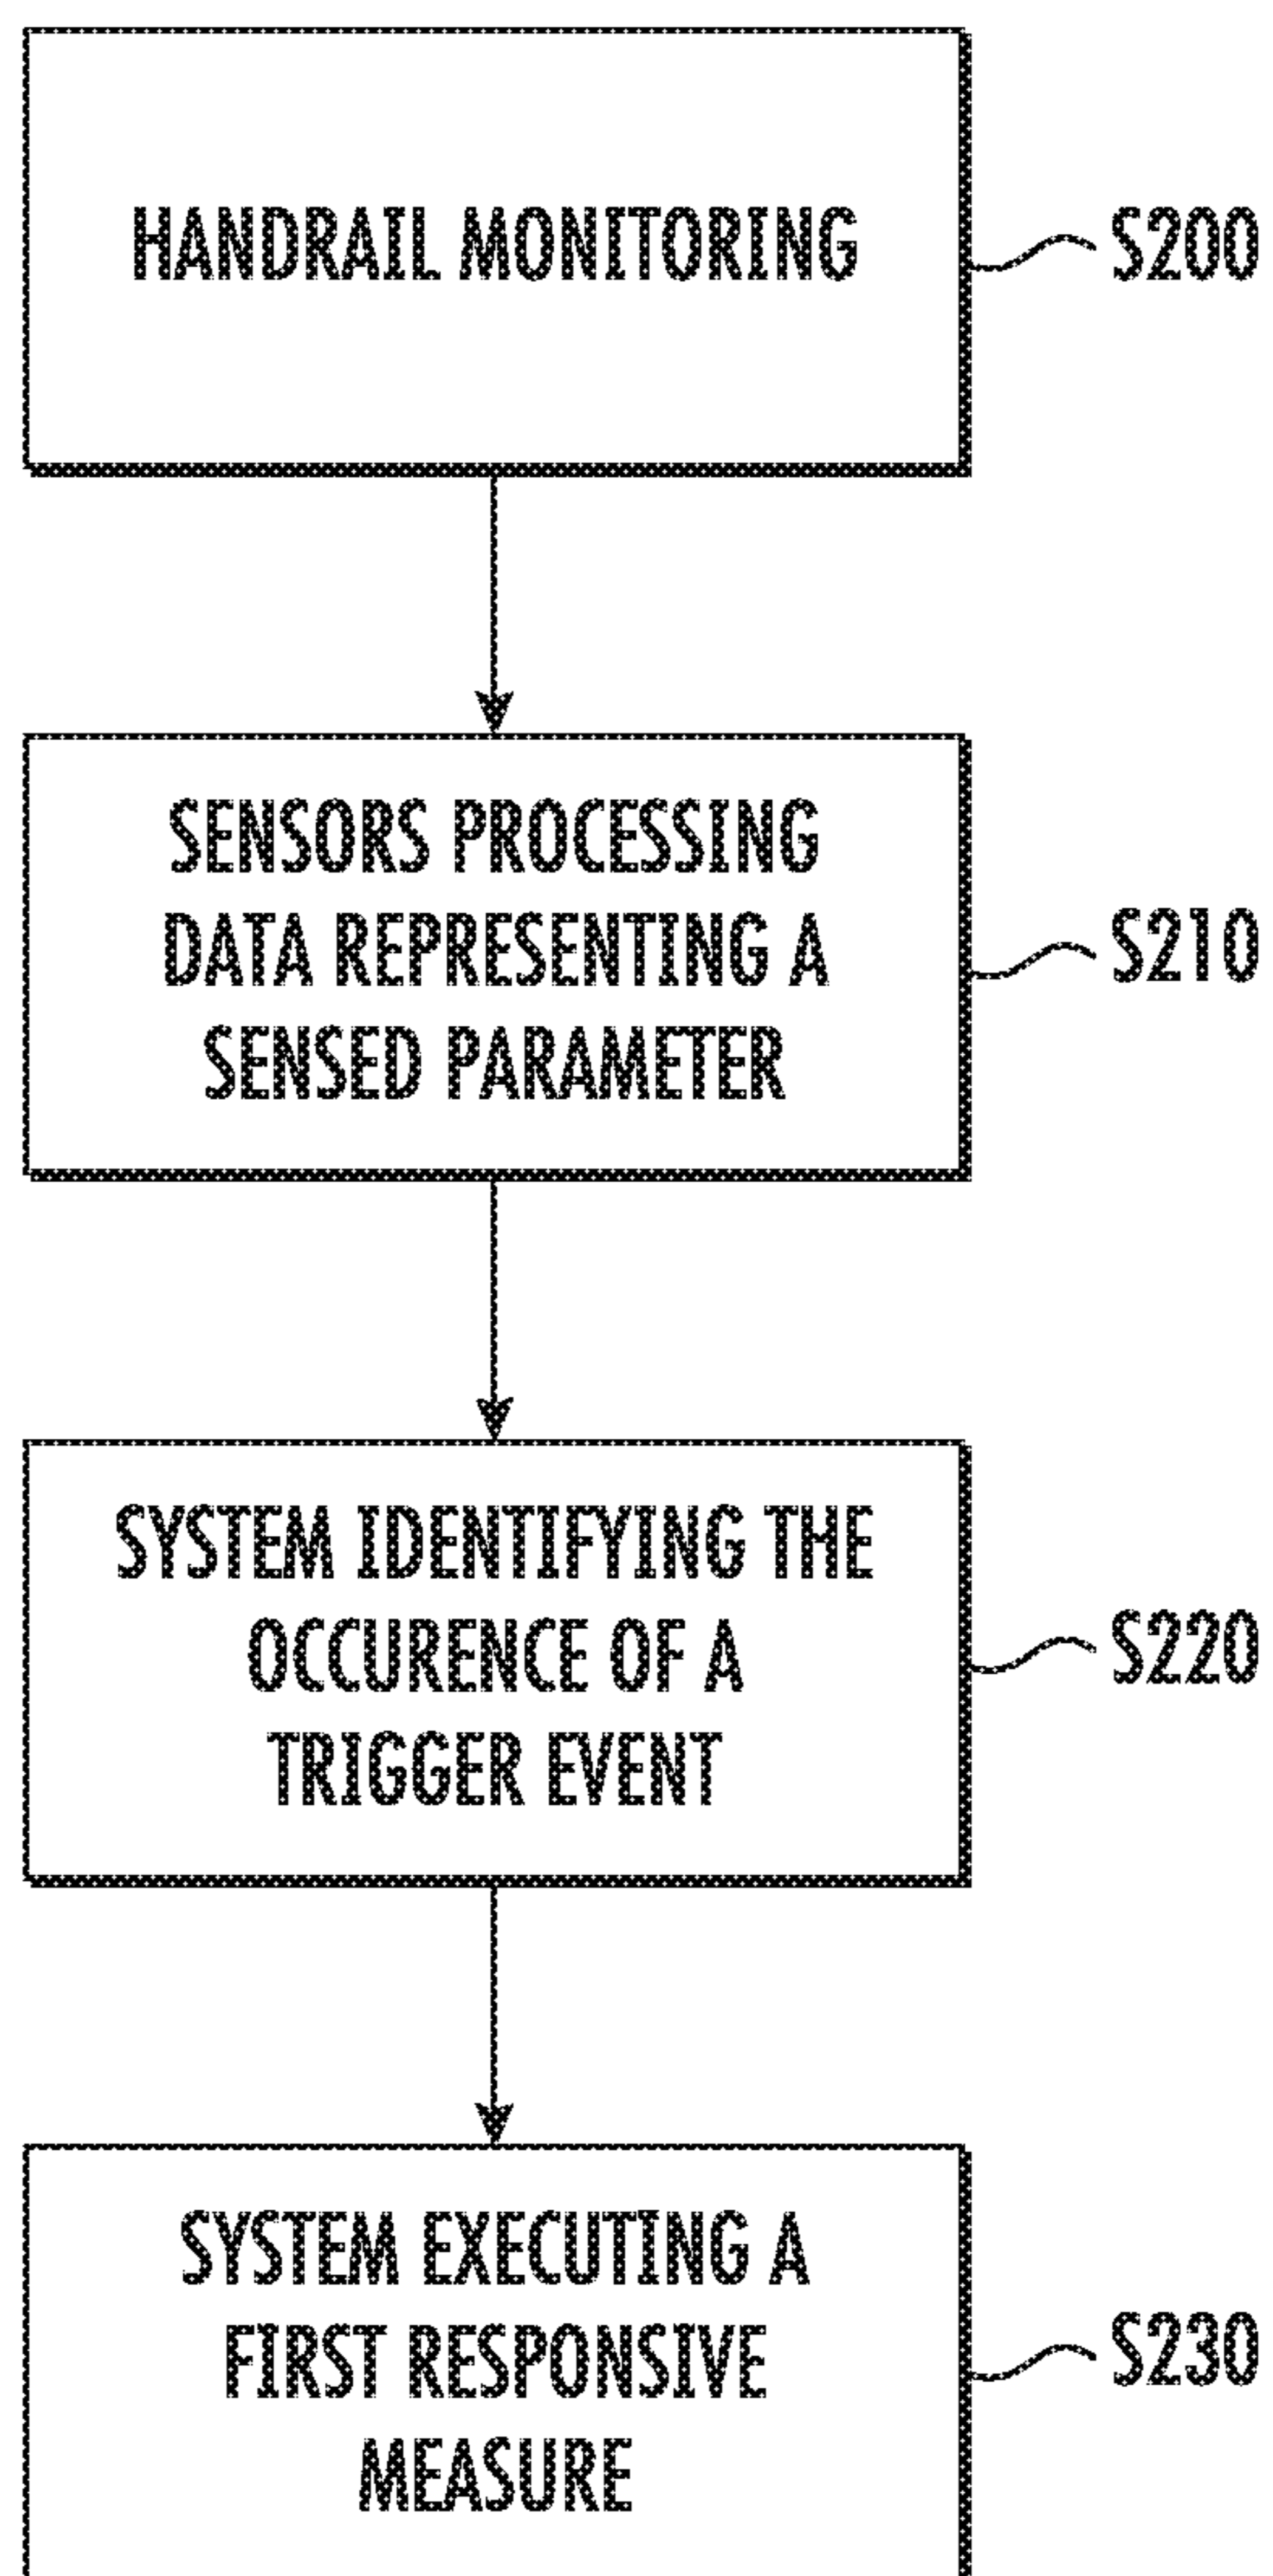 HANDRAIL MONITORING
S200
SENSORS PROCESSING
DATA REPRESENTING A
SENSED PARAMETER
S210
SYSTEM IDENTIFYING THE
OCCURENCE OF A
TRIGGER EVENT
S220
SYSTEM EXECUTING A
FIRST RESPONSIVE
MEASURE
S230